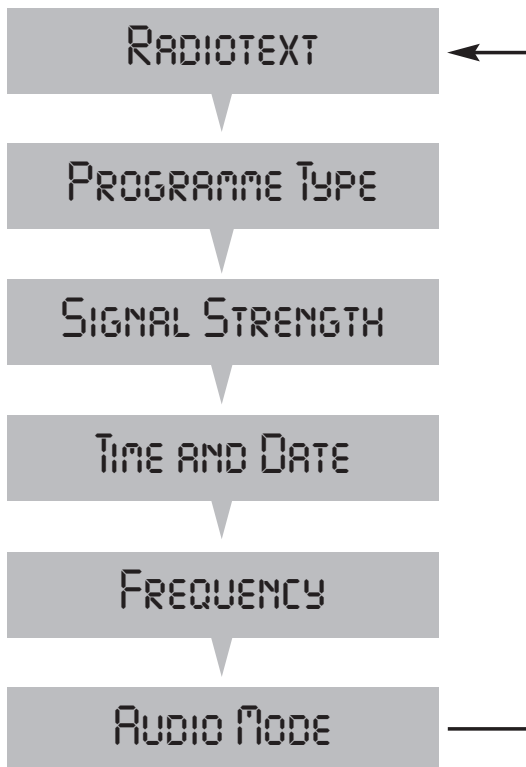 Radiotext
Programme Type
Signal Strength
Time and Date
Frequency
Audio Mode